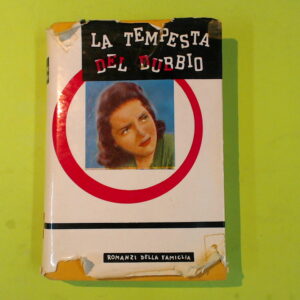 LA TEMPESTA
DEL DUBBIO
ROMANZI DELLA FAMIGLIA